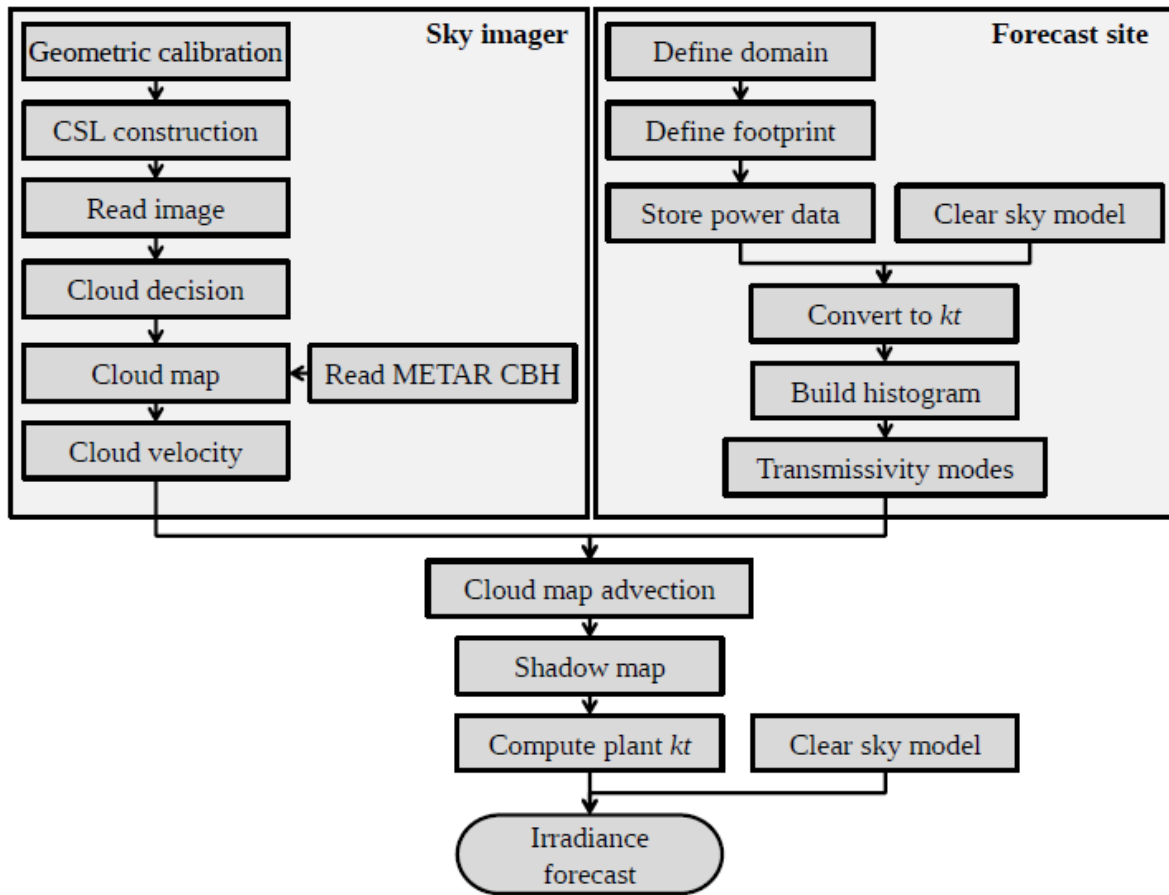 Sky imager
Geometric calibration
CSL construction
Read image
Cloud decision
Cloud map
Read METAR CBH
Cloud velocity
Forecast site
Define domain
Define footprint
Store power data
Clear sky model
Convert to kt
Build histogram
Transmissivity modes
Cloud map advection
Shadow map
Compute plant kt
Clear sky model
Irradiance
forecast